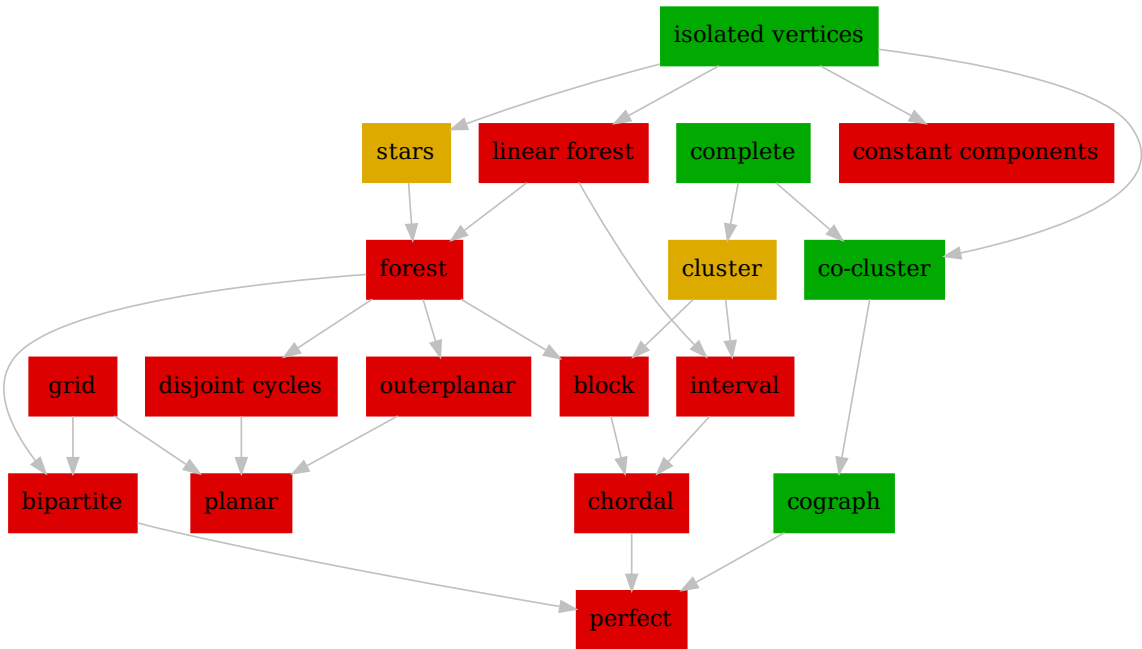 isolated vertices
stars
linear forest
complete
constant components
forest
cluster
co-cluster
grid
disjoint cycles
outerplanar
block
interval
bipartite
planar
chordal
cograph
perfect